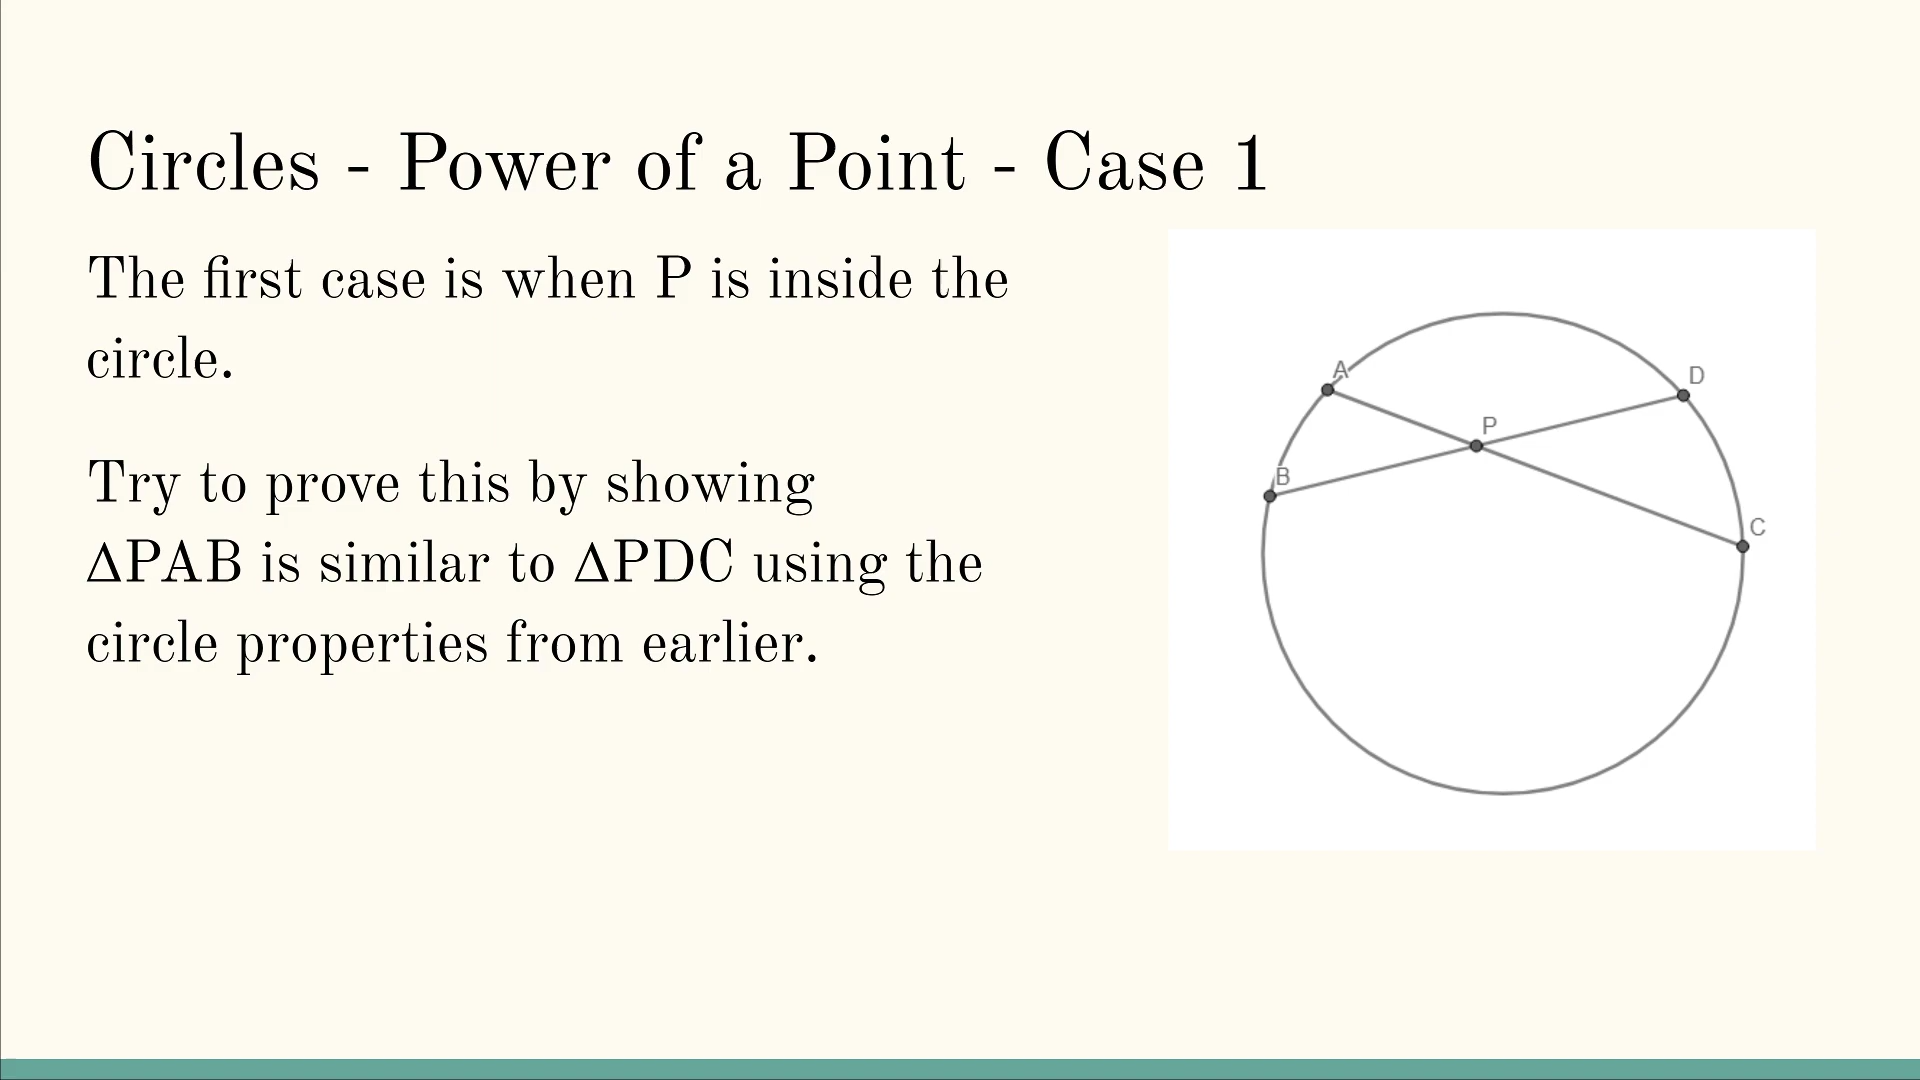 Circles - Power of a Point - Case 1
The first case is when P is inside the
circle.
Try to prove this by showing
ΔPAB is similar to ΔPDC using the
circle properties from earlier.
A
D
P
B
C